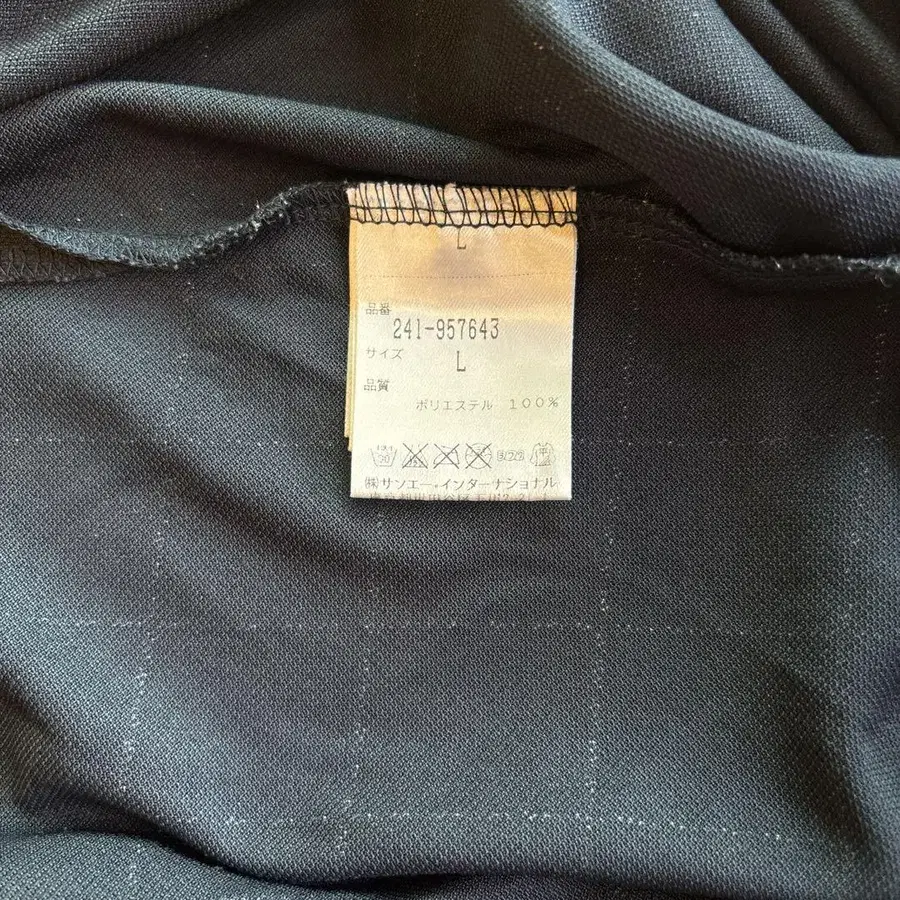 L
品番
241-957643
サイズ
L
品質
ポリエステル 100%
㈱サンエー・インターナショナル